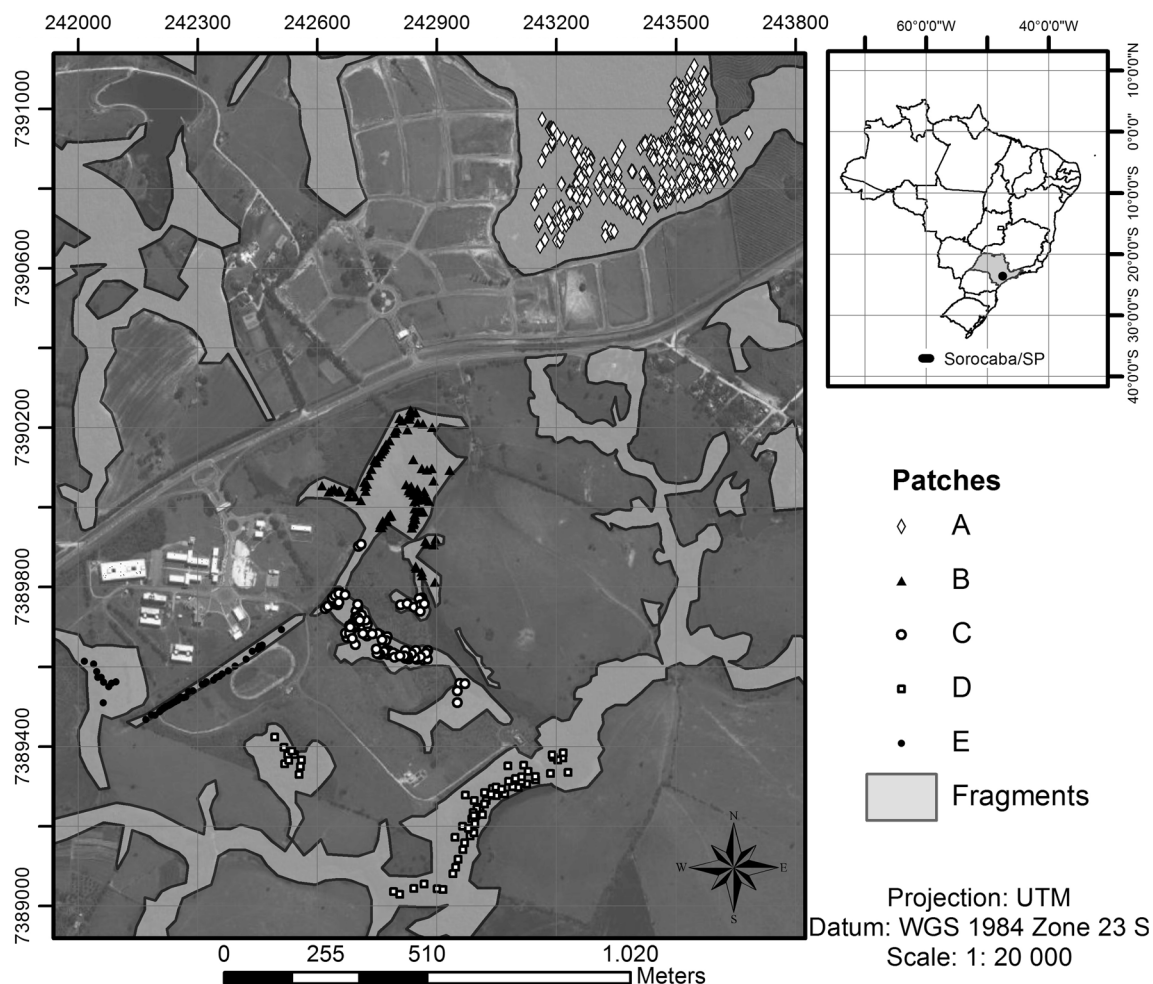 242000 242300 242600 242900 243200 243500 243800
7391000
7390600
7390200
7389800
7389400
7389000
N
W E
S
0 255 510 1.020
Meters
60°0'0"W 40°0'0"W
10°0'0"N
0°0'0"
10°0'0"S
20°0'0"S
30°0'0"S
40°0'0"S
Sorocaba/SP
Patches
A
B
C
D
E
Fragments
Projection: UTM
Datum: WGS 1984 Zone 23 S
Scale: 1: 20 000